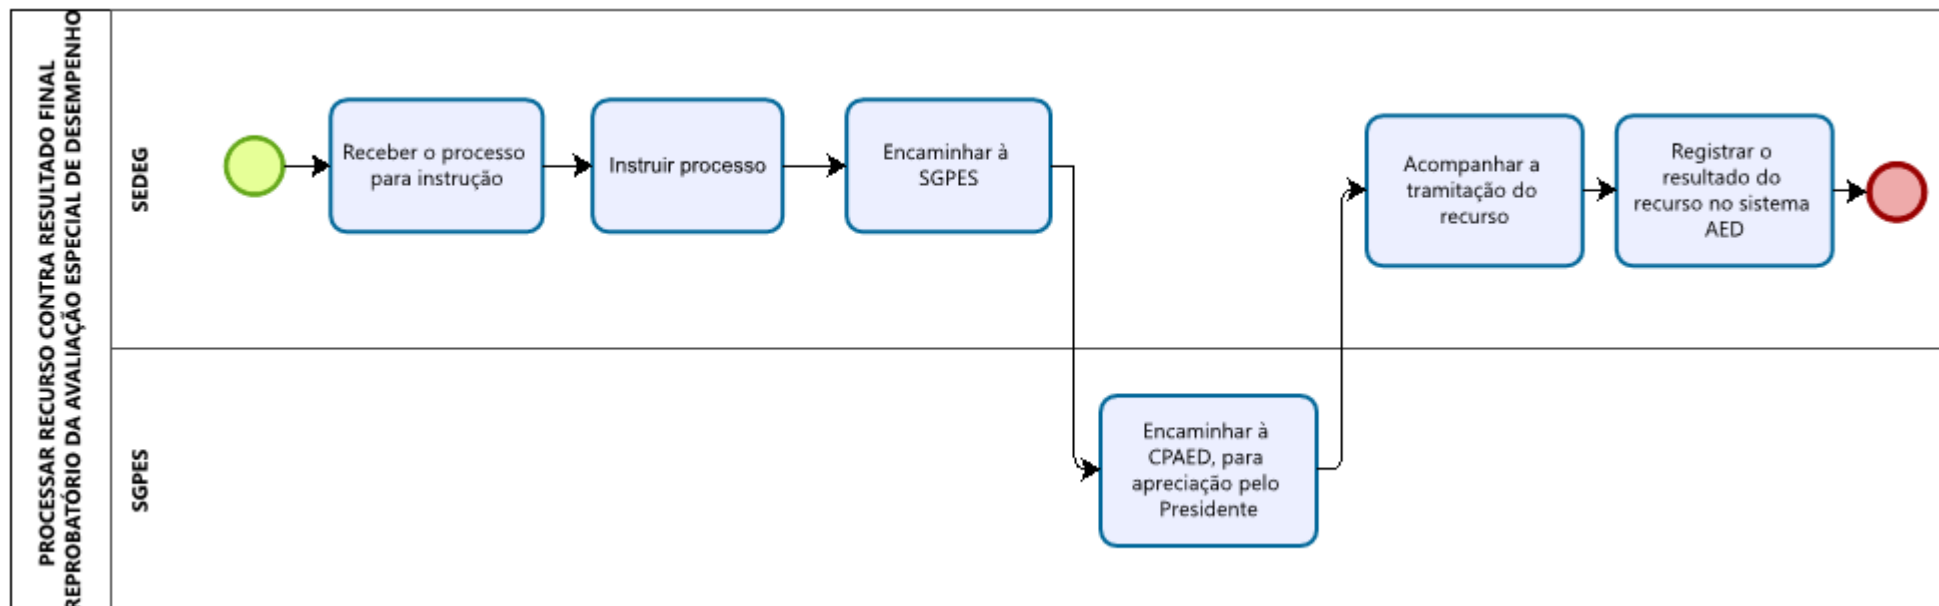 PROCESSAR RECURSO CONTRA RESULTADO FINAL
REPROBATÓRIO DA AVALIAÇÃO ESPECIAL DE DESEMPENHO
SEDEG
Receber o processo
para instrução
Instruir processo
Encaminhar à
SGPES
Acompanhar a
tramitação do
recurso
Registrar o
resultado do
recurso no sistema
AED
SGPES
Encaminhar à
CPAED, para
apreciação pelo
Presidente